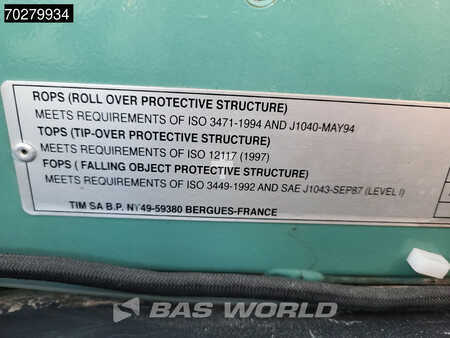 70279934
ROPS (ROLL OVER PROTECTIVE STRUCTURE)
MEETS REQUIREMENTS OF ISO 3471-1994 AND J1040-MAY94
TOPS (TIP-OVER PROTECTIVE STRUCTURE)
MEETS REQUIREMENTS OF ISO 12117 (1997)
FOPS ( FALLING OBJECT PROTECTIVE STRUCTURE)
MEETS REQUIREMENTS OF ISO 3449-1992 AND SAE J1043-SEP87 (LEVEL I)
TIM SA B.P. N°49-59380 BERGUES-FRANCE
BAS WORLD